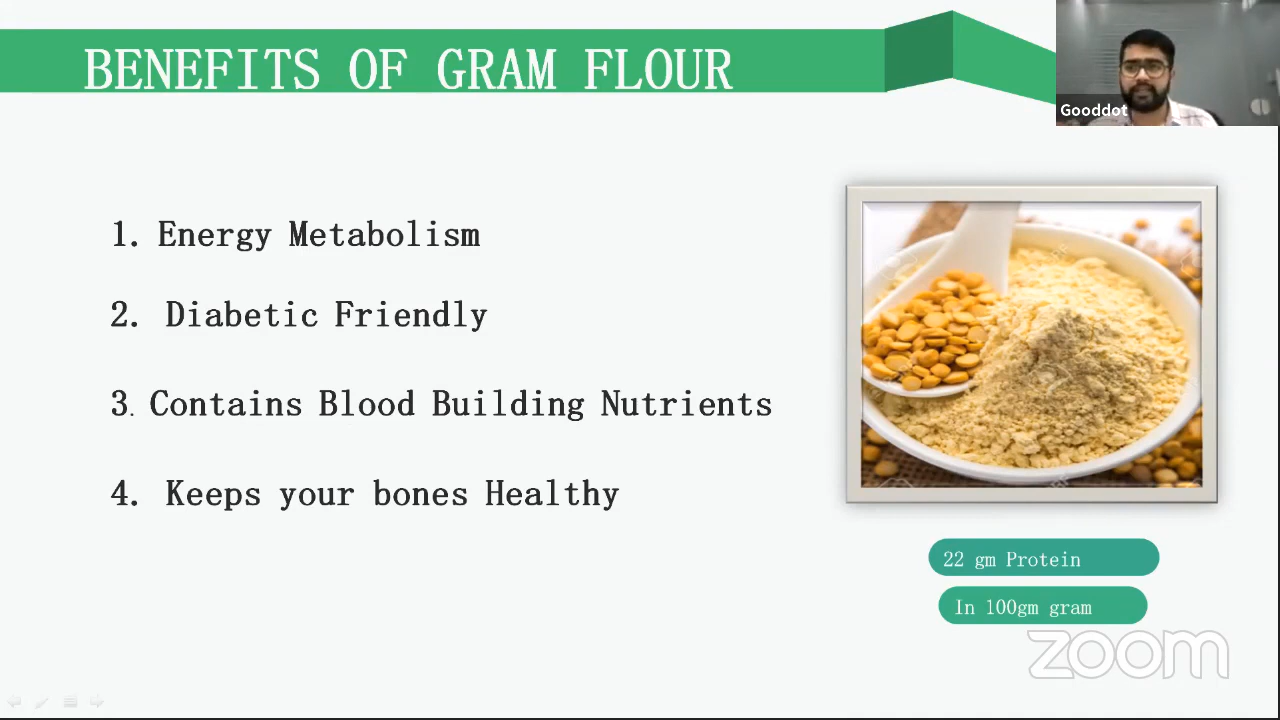 BENEFITS OF GRAM FLOUR
Gooddot
1. Energy Metabolism
2. Diabetic Friendly
3. Contains Blood Building Nutrients
4. Keeps your bones Healthy
22 gm Protein
In 100gm gram
zoom